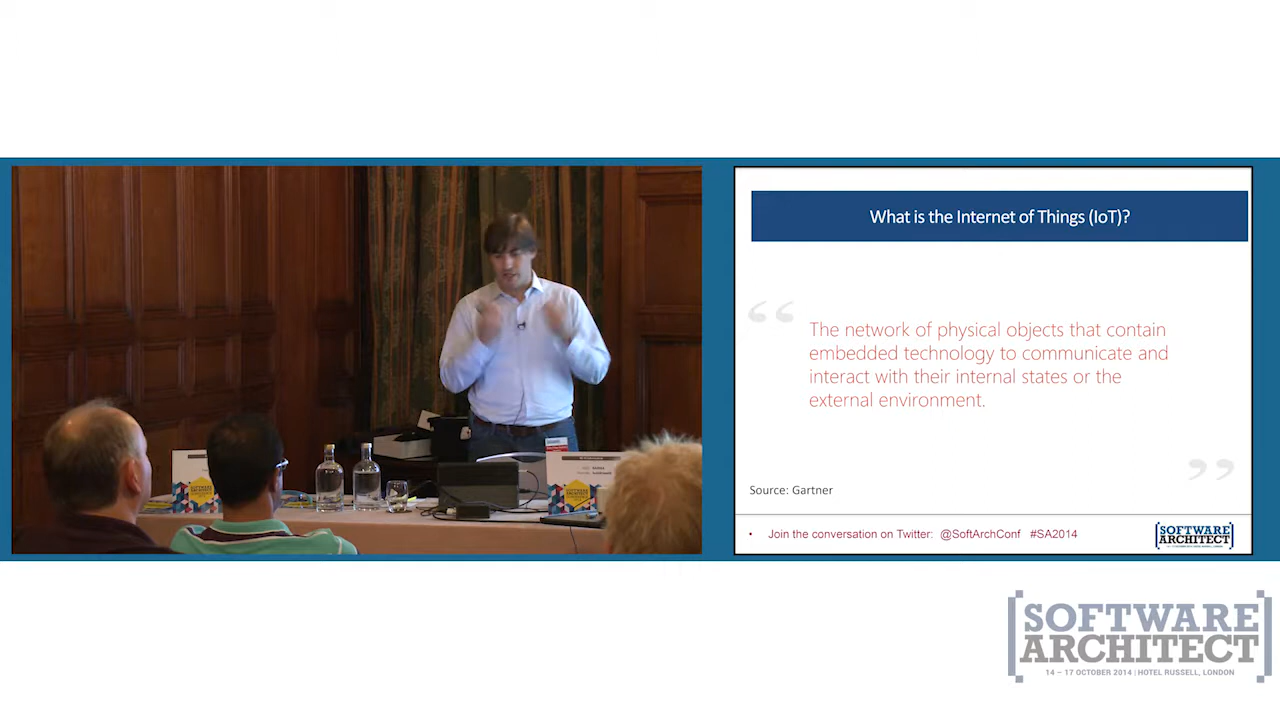 What is the Internet of Things (IoT)?
“
The network of physical objects that contain
embedded technology to communicate and
interact with their internal states or the
external environment.
”
Source: Gartner
• Join the conversation on Twitter: @SoftArchConf #SA2014
[SOFTWARE
ARCHITECT]
SOFTWARE
ARCHITECT
[SOFTWARE
ARCHITECT]
14 – 17 OCTOBER 2014 | HOTEL RUSSELL, LONDON